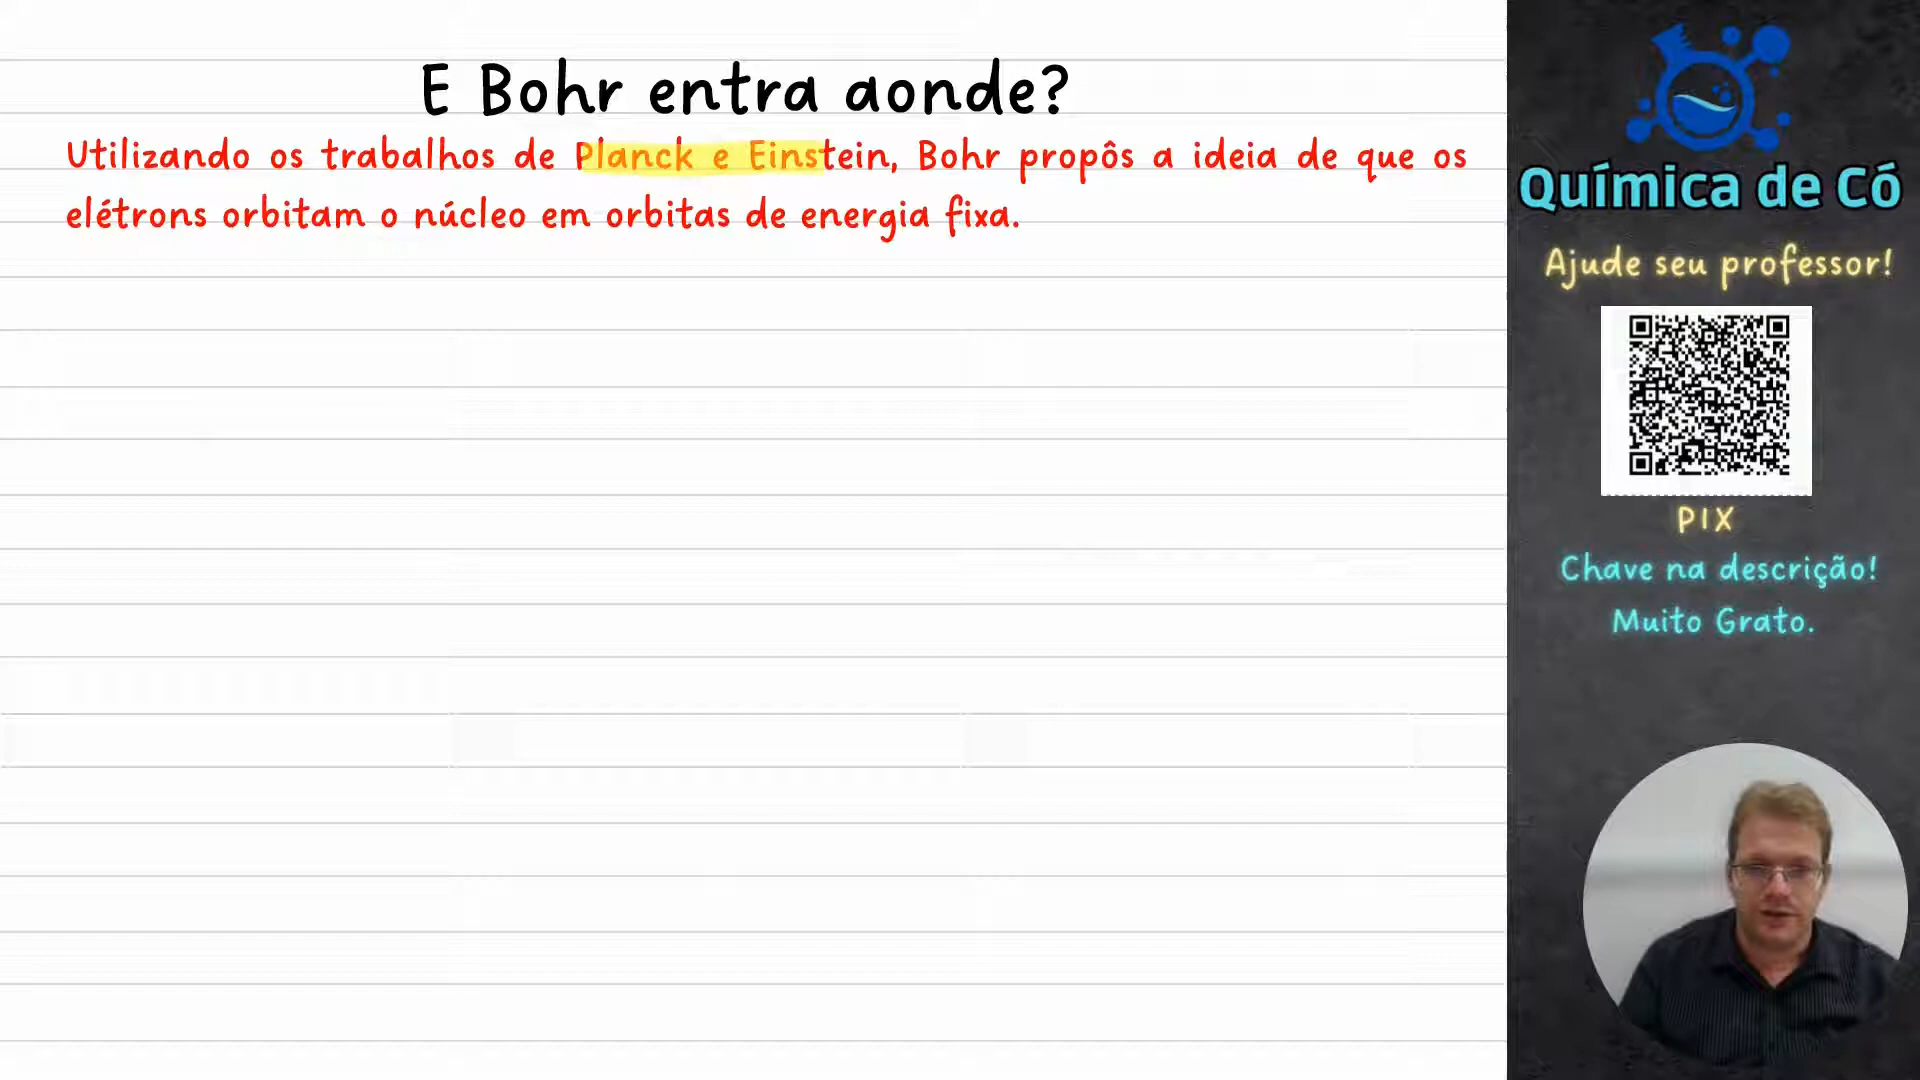 E Bohr entra aonde?
Utilizando os trabalhos de Planck e Einstein, Bohr propôs a ideia de que os
elétrons orbitam o núcleo em orbitas de energia fixa.
Química de Có
Ajude seu professor!
PIX
Chave na descrição!
Muito Grato.